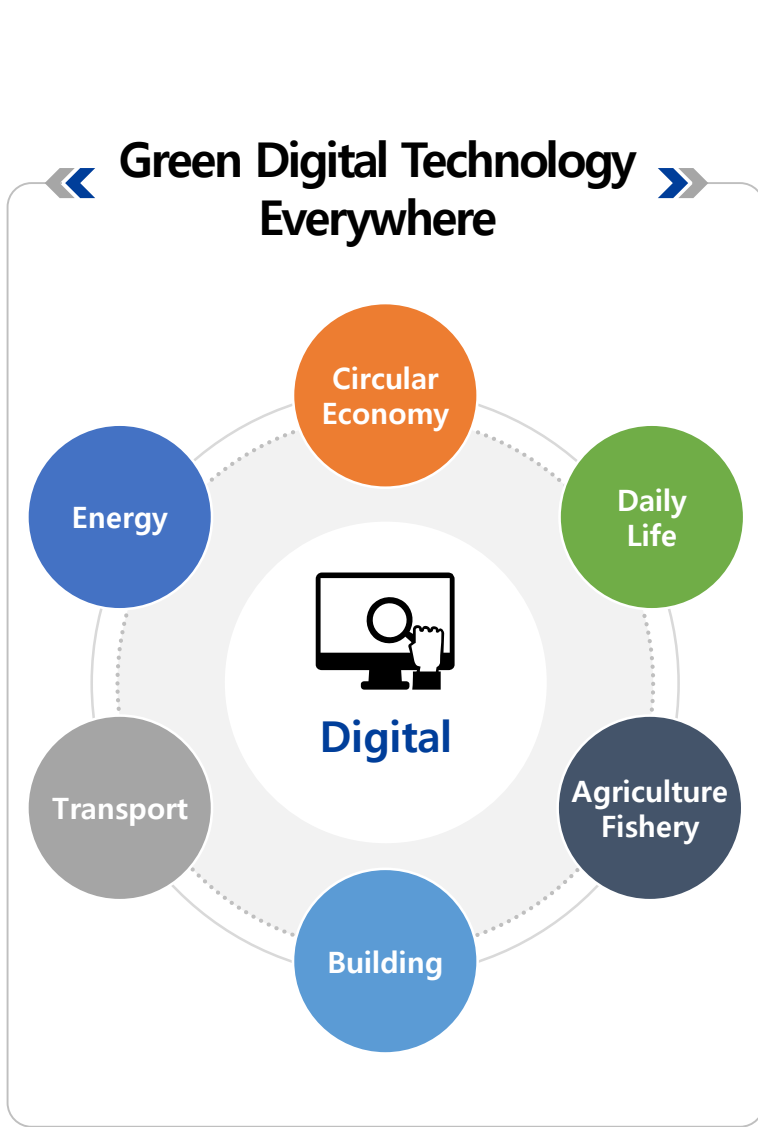 Green Digital Technology
Everywhere
Circular
Economy
Energy
Daily
Life
Digital
Transport
Agriculture
Fishery
Building